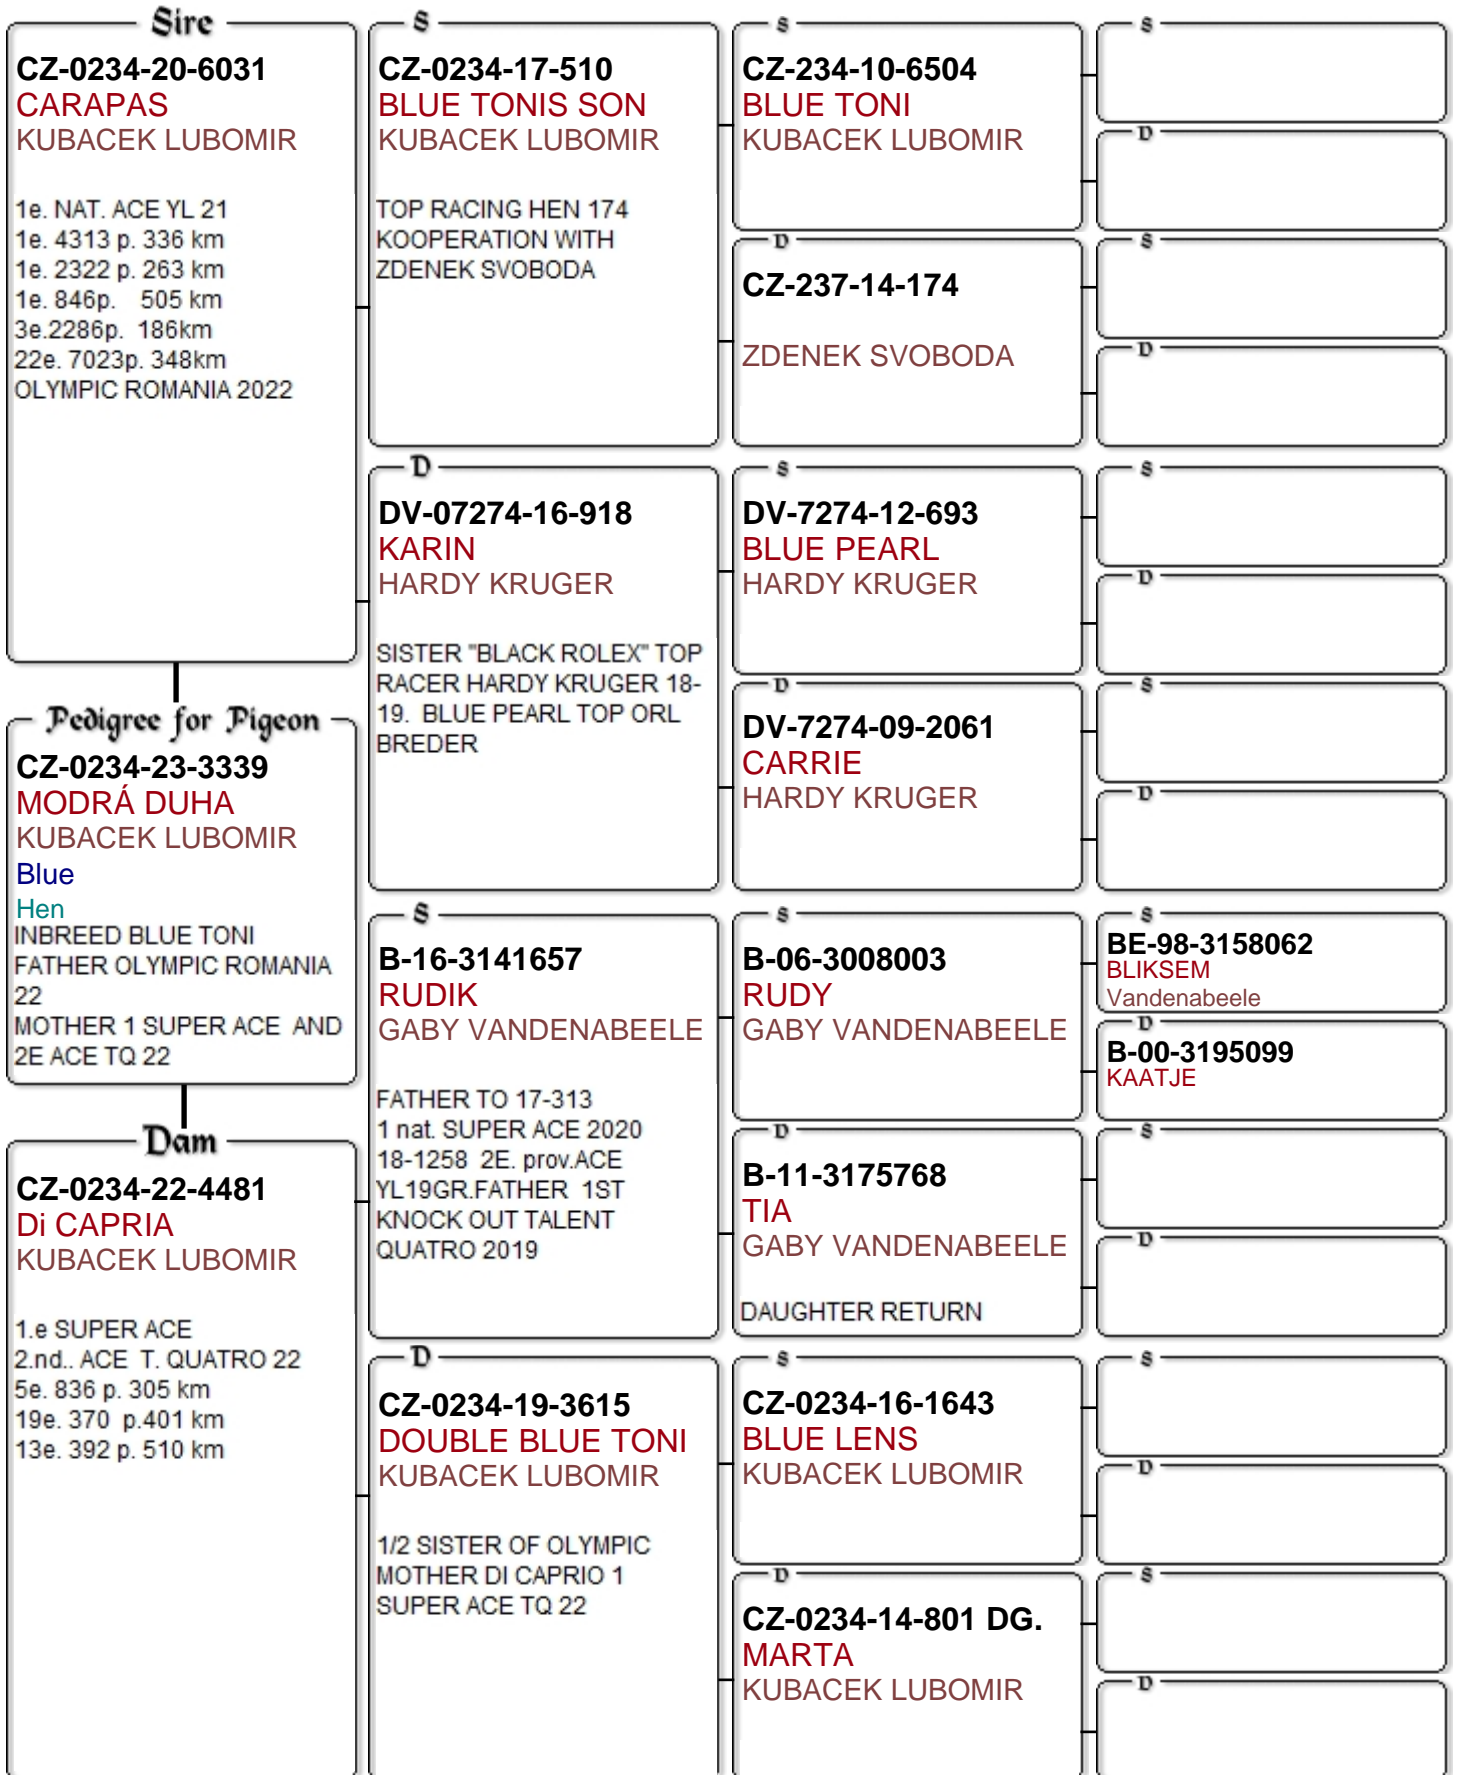 Sire
CZ-0234-20-6031
CARAPAS
KUBACEK LUBOMIR
1e. NAT. ACE YL 21
1e. 4313 p. 336 km
1e. 2322 p. 263 km
1e. 846p. 505 km
3e.2286p. 186km
22e. 7023p. 348km
OLYMPIC ROMANIA 2022
Pedigree for Pigeon
CZ-0234-23-3339
MODRÁ DUHA
KUBACEK LUBOMIR
Blue
Hen
INBREED BLUE TONI
FATHER OLYMPIC ROMANIA
22
MOTHER 1 SUPER ACE AND
2E ACE TQ 22
Dam
CZ-0234-22-4481
Di CAPRIA
KUBACEK LUBOMIR
1.e SUPER ACE
2.nd.. ACE T. QUATRO 22
5e. 836 p. 305 km
19e. 370 p.401 km
13e. 392 p. 510 km
S
CZ-0234-17-510
BLUE TONIS SON
KUBACEK LUBOMIR
TOP RACING HEN 174
KOOPERATION WITH
ZDENEK SVOBODA
D
DV-07274-16-918
KARIN
HARDY KRUGER
SISTER "BLACK ROLEX" TOP
RACER HARDY KRUGER 18-
19. BLUE PEARL TOP ORL
BREDER
S
B-16-3141657
RUDIK
GABY VANDENABEELE
FATHER TO 17-313
1 nat. SUPER ACE 2020
18-1258 2E. prov.ACE
YL19GR.FATHER 1ST
KNOCK OUT TALENT
QUATRO 2019
D
CZ-0234-19-3615
DOUBLE BLUE TONI
KUBACEK LUBOMIR
1/2 SISTER OF OLYMPIC
MOTHER DI CAPRIO 1
SUPER ACE TQ 22
S
CZ-234-10-6504
BLUE TONI
KUBACEK LUBOMIR
D
CZ-237-14-174
ZDENEK SVOBODA
S
DV-7274-12-693
BLUE PEARL
HARDY KRUGER
D
DV-7274-09-2061
CARRIE
HARDY KRUGER
S
B-06-3008003
RUDY
GABY VANDENABEELE
D
B-11-3175768
TIA
GABY VANDENABEELE
DAUGHTER RETURN
S
CZ-0234-16-1643
BLUE LENS
KUBACEK LUBOMIR
D
CZ-0234-14-801 DG.
MARTA
KUBACEK LUBOMIR
S
D
S
D
S
D
S
D
S
BE-98-3158062
BLIKSEM
Vandenabeele
D
B-00-3195099
KAATJE
S
D
S
D
S
D